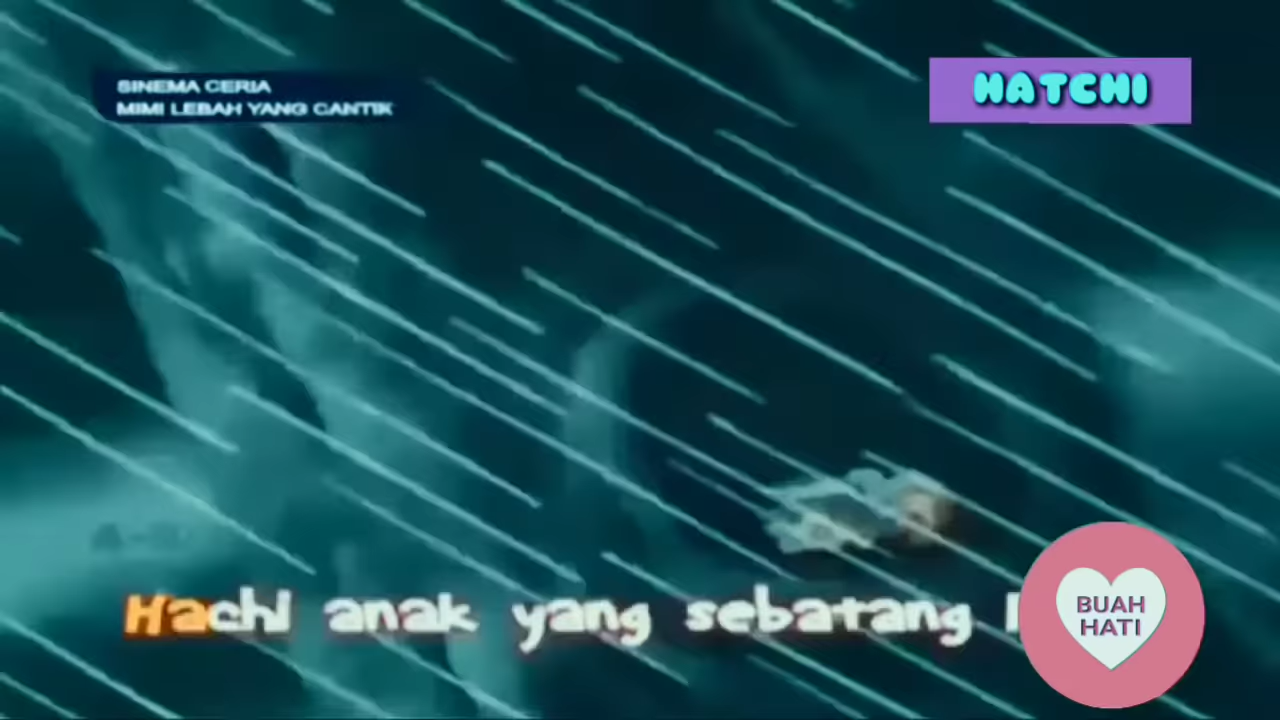 SINEMA CERIA
MIMI LEBAH YANG CANTIK
HATCHI
Hachi anak yang sebatang
BUAH
HATI